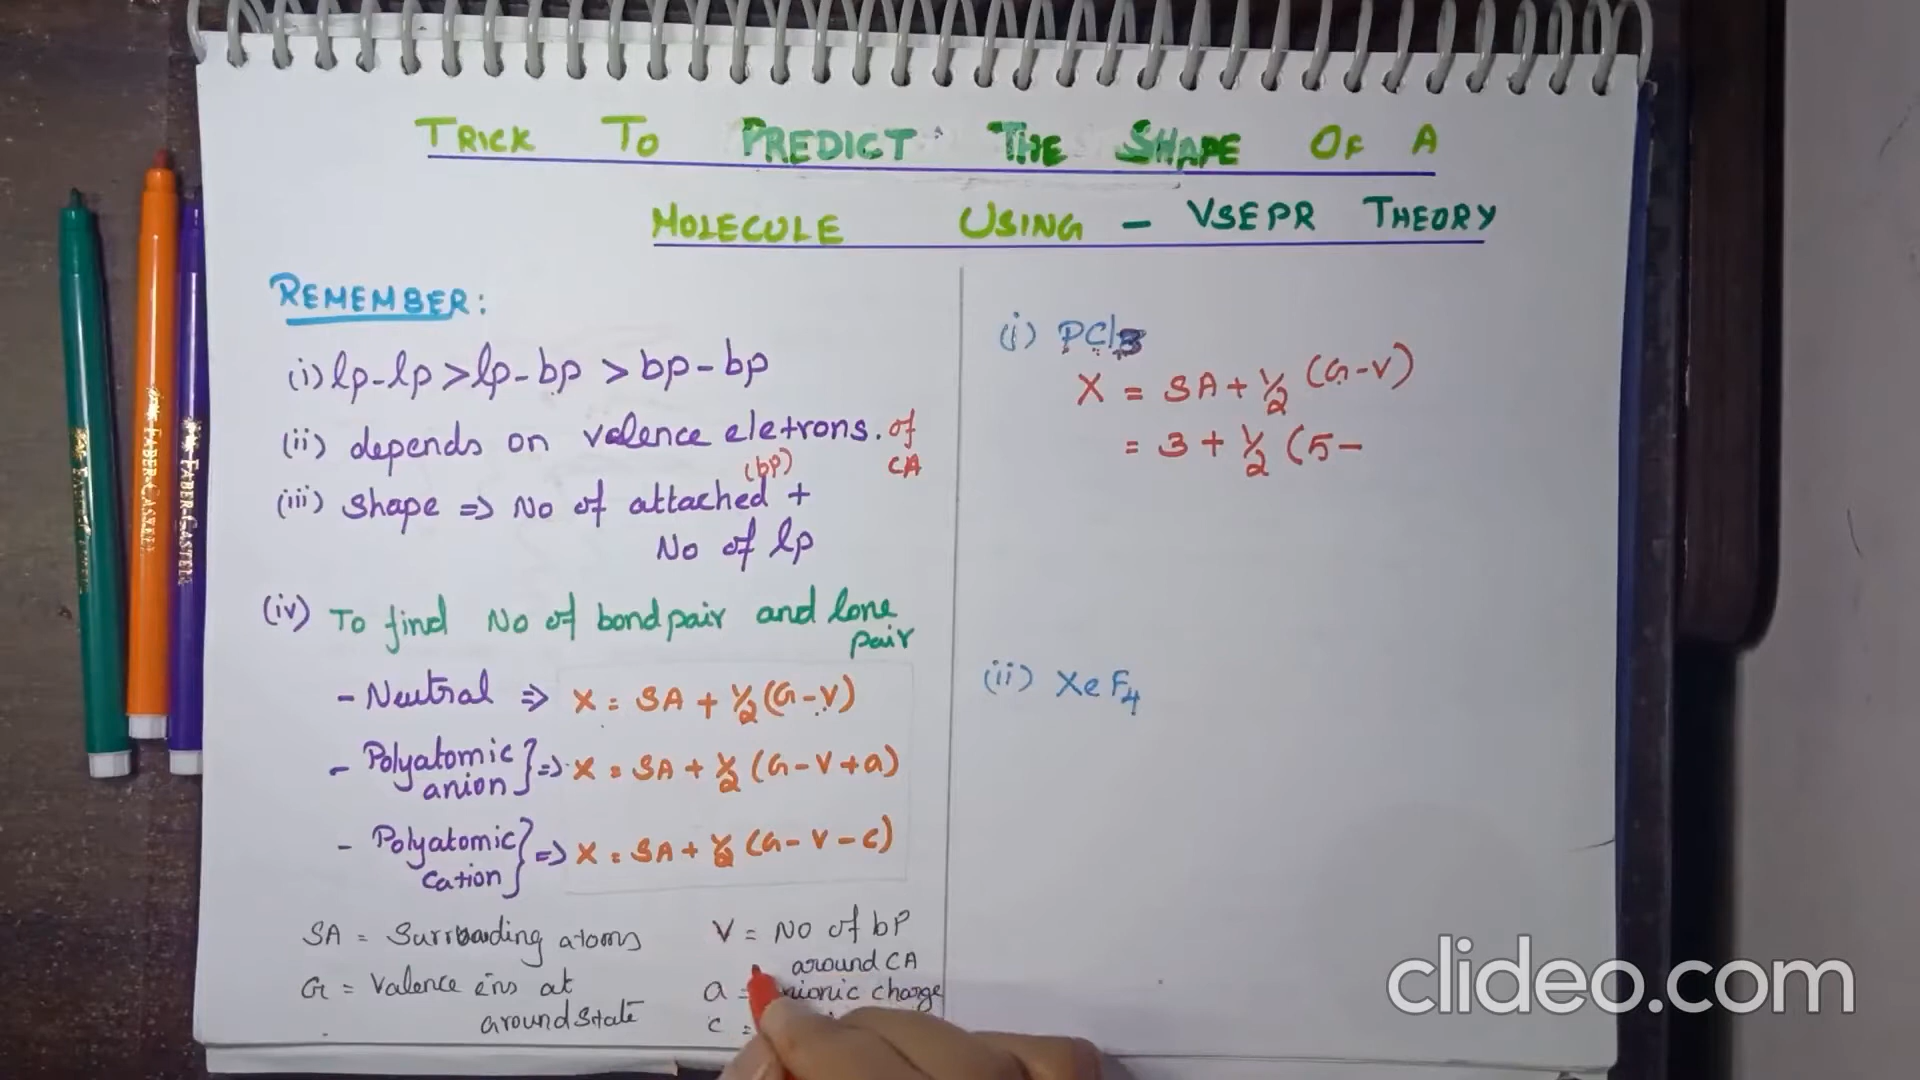 TRICK TO PREDICT THE SHAPE OF A
MOLECULE USING - VSEPR THEORY
REMEMBER:
(i) lp-lp > lp-bp > bp-bp
(ii) depends on valence eletrons. of
CA
(bp)
(iii) shape => No of attached +
No of lp
(iv) To find No of bond pair and lone
pair
- Neutral => X = SA + 1/2 (G-V)
- Polyatomic
anion } => X = SA + 1/2 (G-V+a)
- Polyatomic
cation } => X = SA + 1/2 (G-V-c)
SA = Surrounding atoms
G = Valence ens at
around state
V = No of bP
around CA
a = anionic charge
c =
(i) PCl3
X = SA + 1/2 (G-V)
= 3 + 1/2 (5-
(ii) XeF4
FABER-CASTELL
FABER-CASTELL
clideo.com